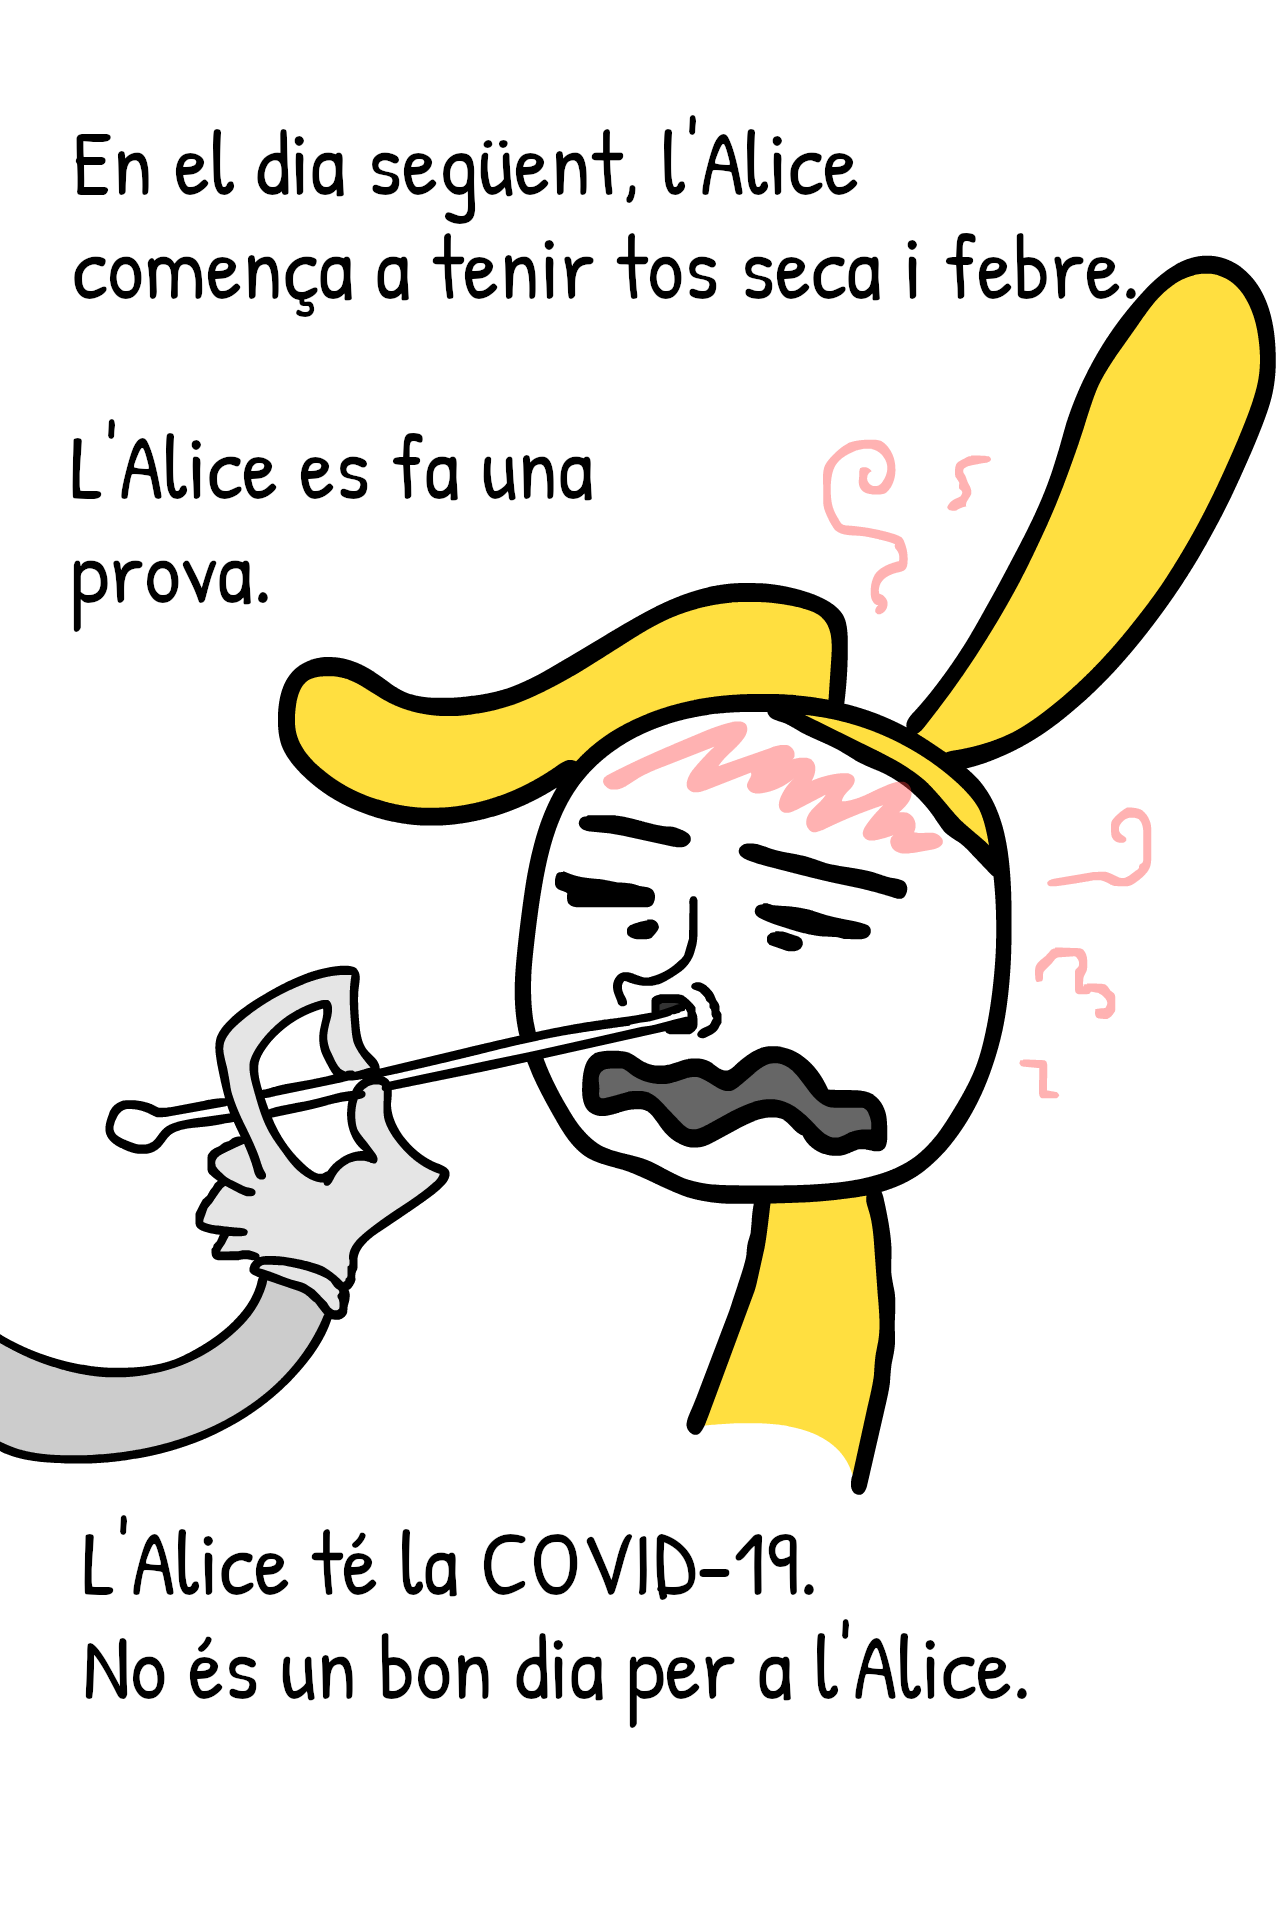 En el dia següent, l'Alice
comença a tenir tos seca i febre.
L'Alice es fa una
prova.
L'Alice té la COVID-19.
No és un bon dia per a l'Alice.